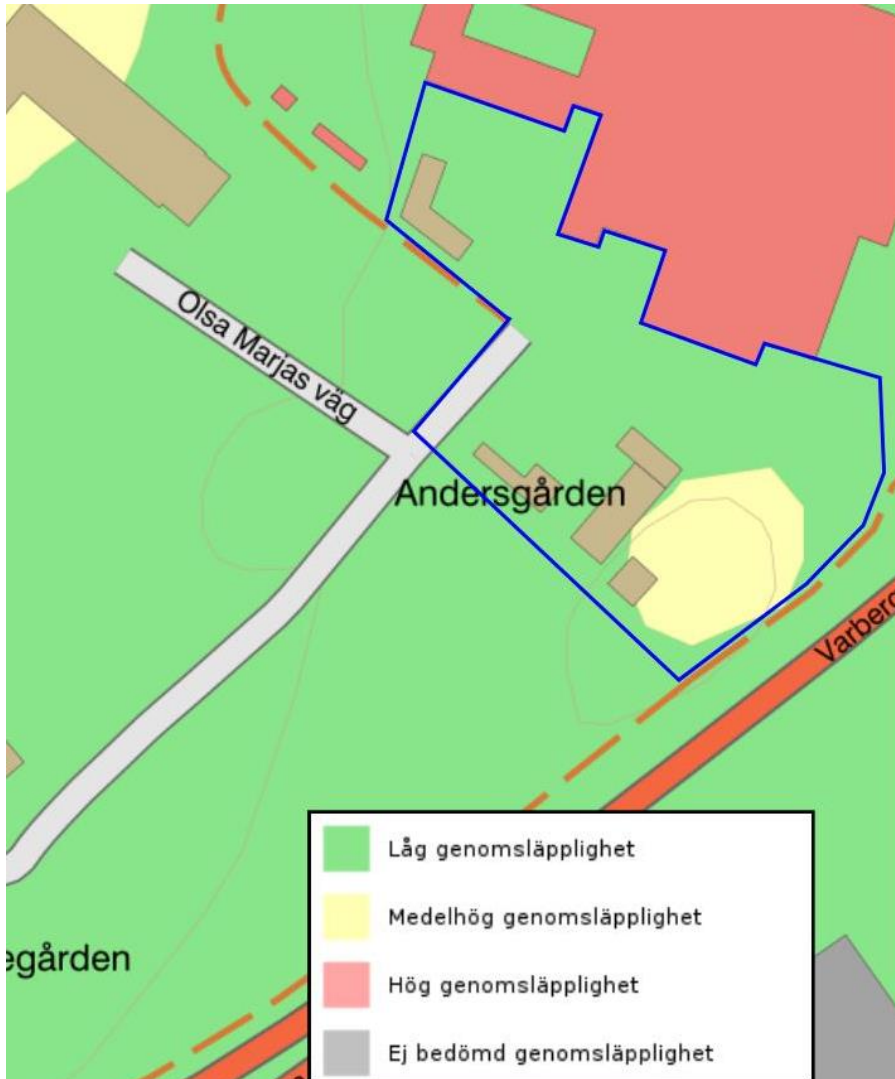 Olsa Marjas väg
Andersgården
Varberg
egården
Låg genomsläpplighet
Medelhög genomsläpplighet
Hög genomsläpplighet
Ej bedömd genomsläpplighet